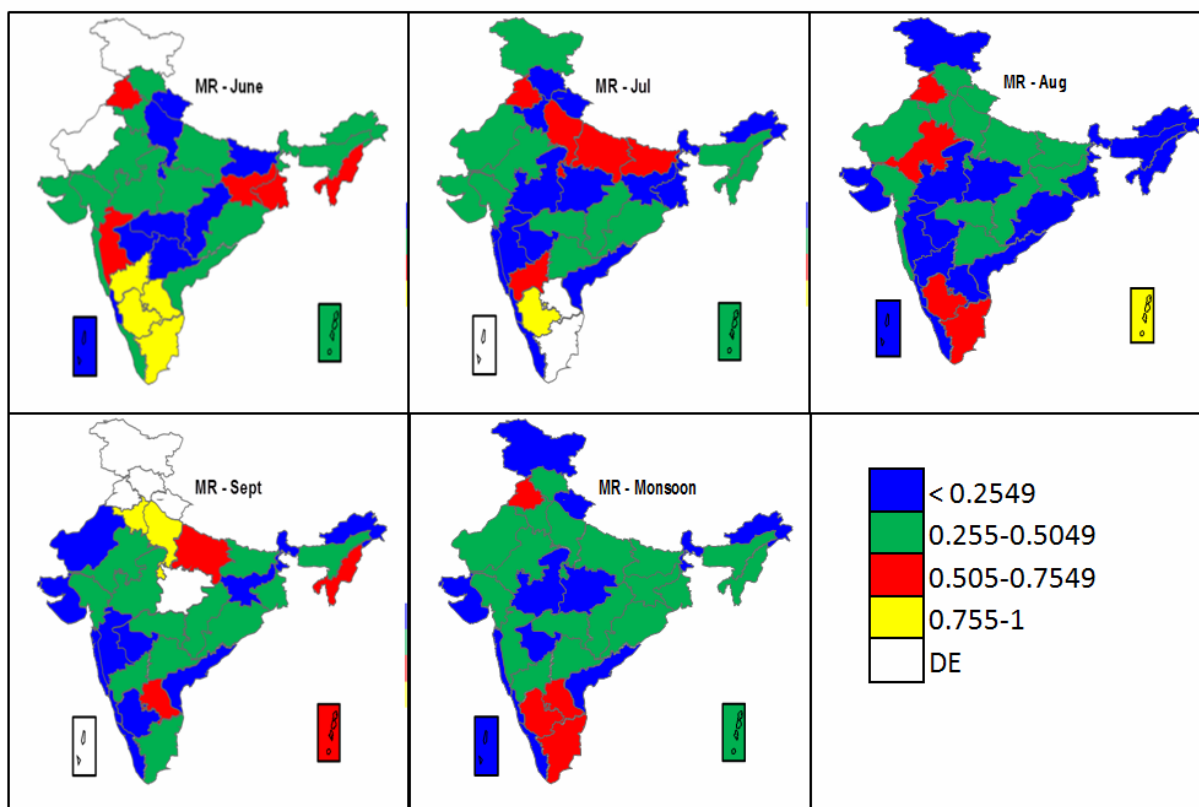 MR - June
MR - Jul
MR - Aug
MR - Sept
MR - Monsoon
< 0.2549
0.255-0.5049
0.505-0.7549
0.755-1
DE